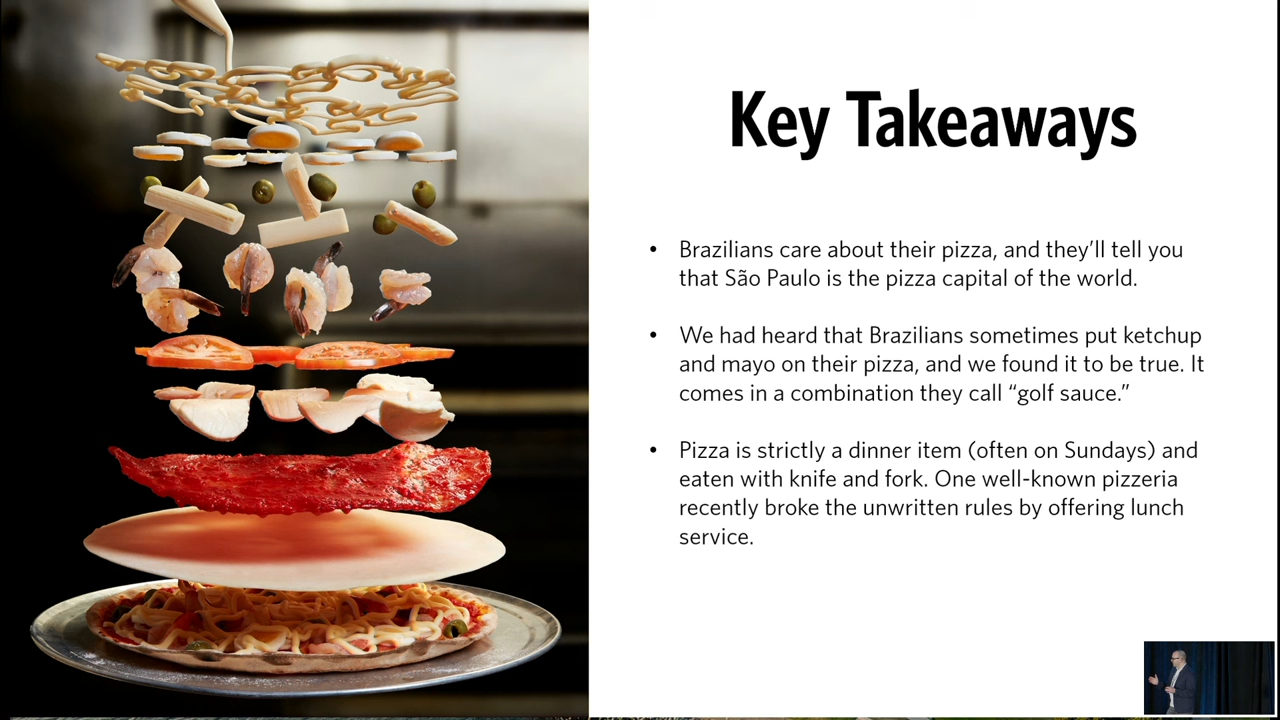 Key Takeaways
• Brazilians care about their pizza, and they’ll tell you
that São Paulo is the pizza capital of the world.
• We had heard that Brazilians sometimes put ketchup
and mayo on their pizza, and we found it to be true. It
comes in a combination they call “golf sauce.”
• Pizza is strictly a dinner item (often on Sundays) and
eaten with knife and fork. One well-known pizzeria
recently broke the unwritten rules by offering lunch
service.